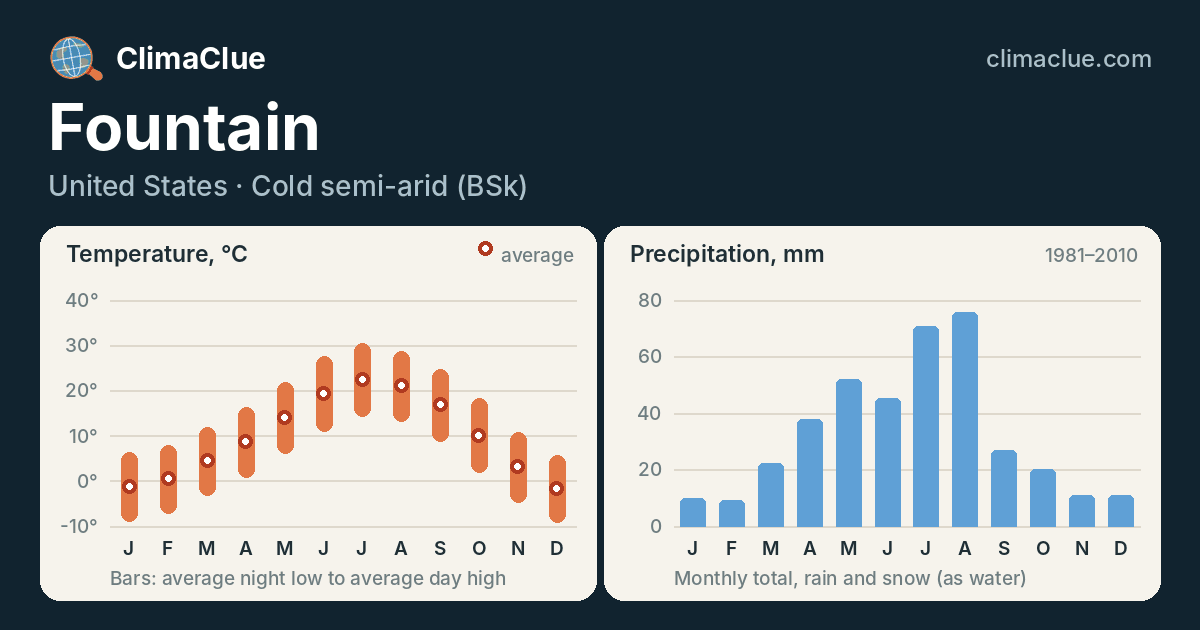 ClimaClue
climaclue.com
Fountain
United States · Cold semi-arid (BSk)
Temperature, °C
average
40°
30°
20°
10°
0°
-10°
J F M A M J J A S O N D
Bars: average night low to average day high
Precipitation, mm
1981–2010
80
60
40
20
0
J F M A M J J A S O N D
Monthly total, rain and snow (as water)